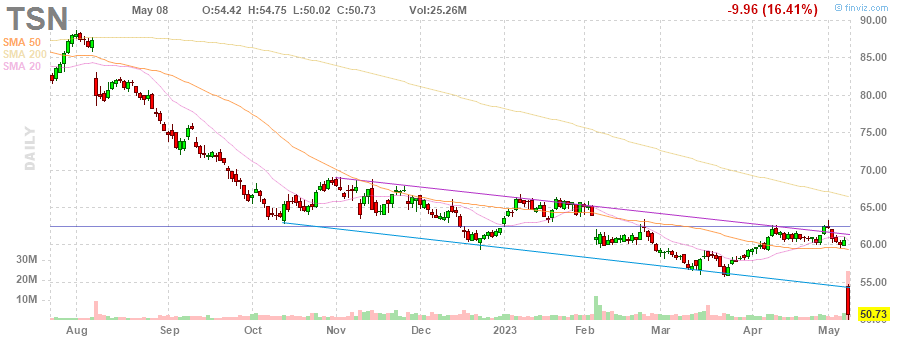 TSN May 08 O:54.42 H:54.75 L:50.02 C:50.73 Vol:25.26M -9.96 (16.41%) © finviz.com
SMA 50
SMA 200
SMA 20
DAILY
90.00
85.00
80.00
75.00
70.00
65.00
60.00
55.00
50.73
30M
20M
10M
Aug Sep Oct Nov Dec 2023 Feb Mar Apr May